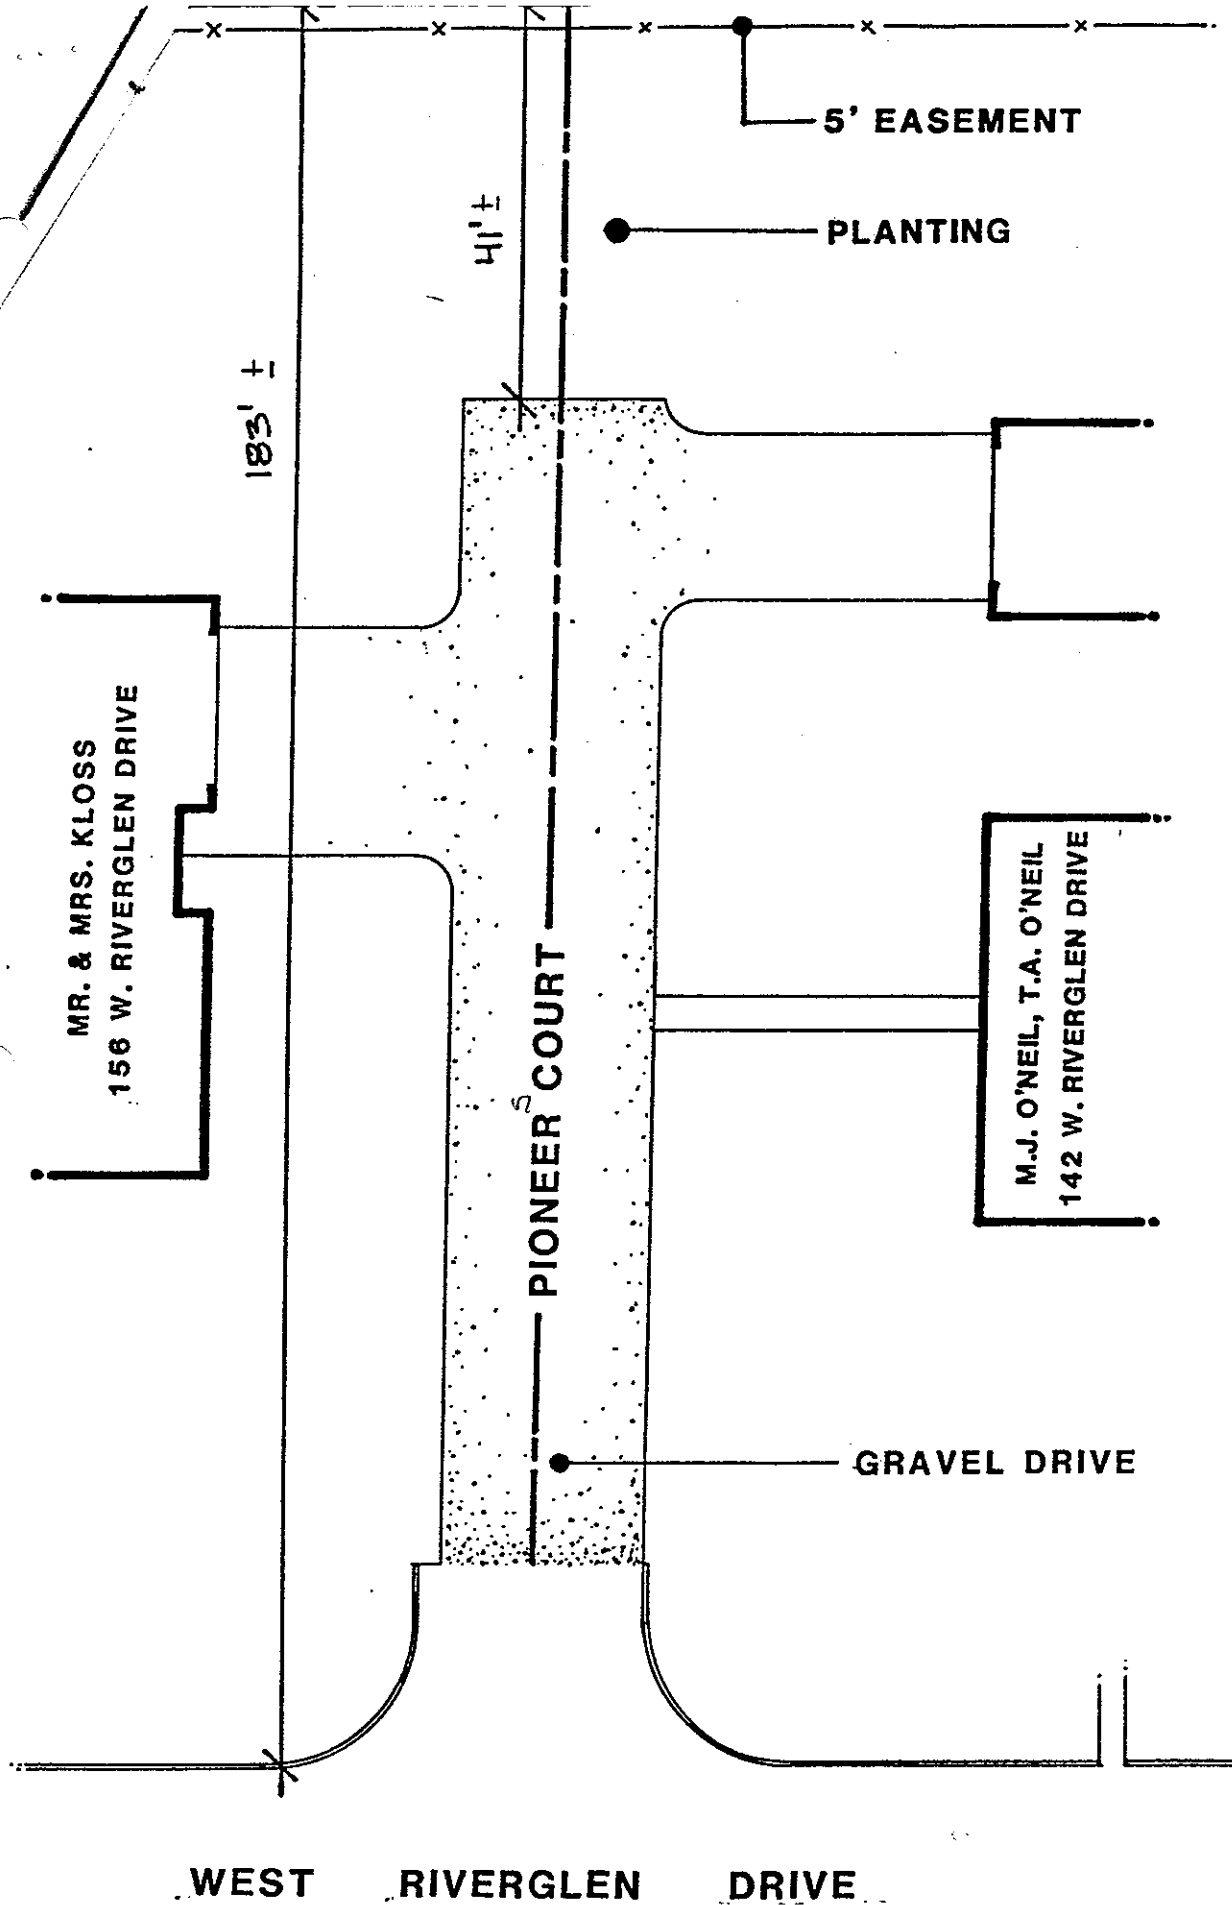 5' EASEMENT
PLANTING
41' ±
183' ±
MR. & MRS. KLOSS
156 W. RIVERGLEN DRIVE
PIONEER COURT
S
M.J. O'NEIL, T.A. O'NEIL
142 W. RIVERGLEN DRIVE
GRAVEL DRIVE
WEST RIVERGLEN DRIVE